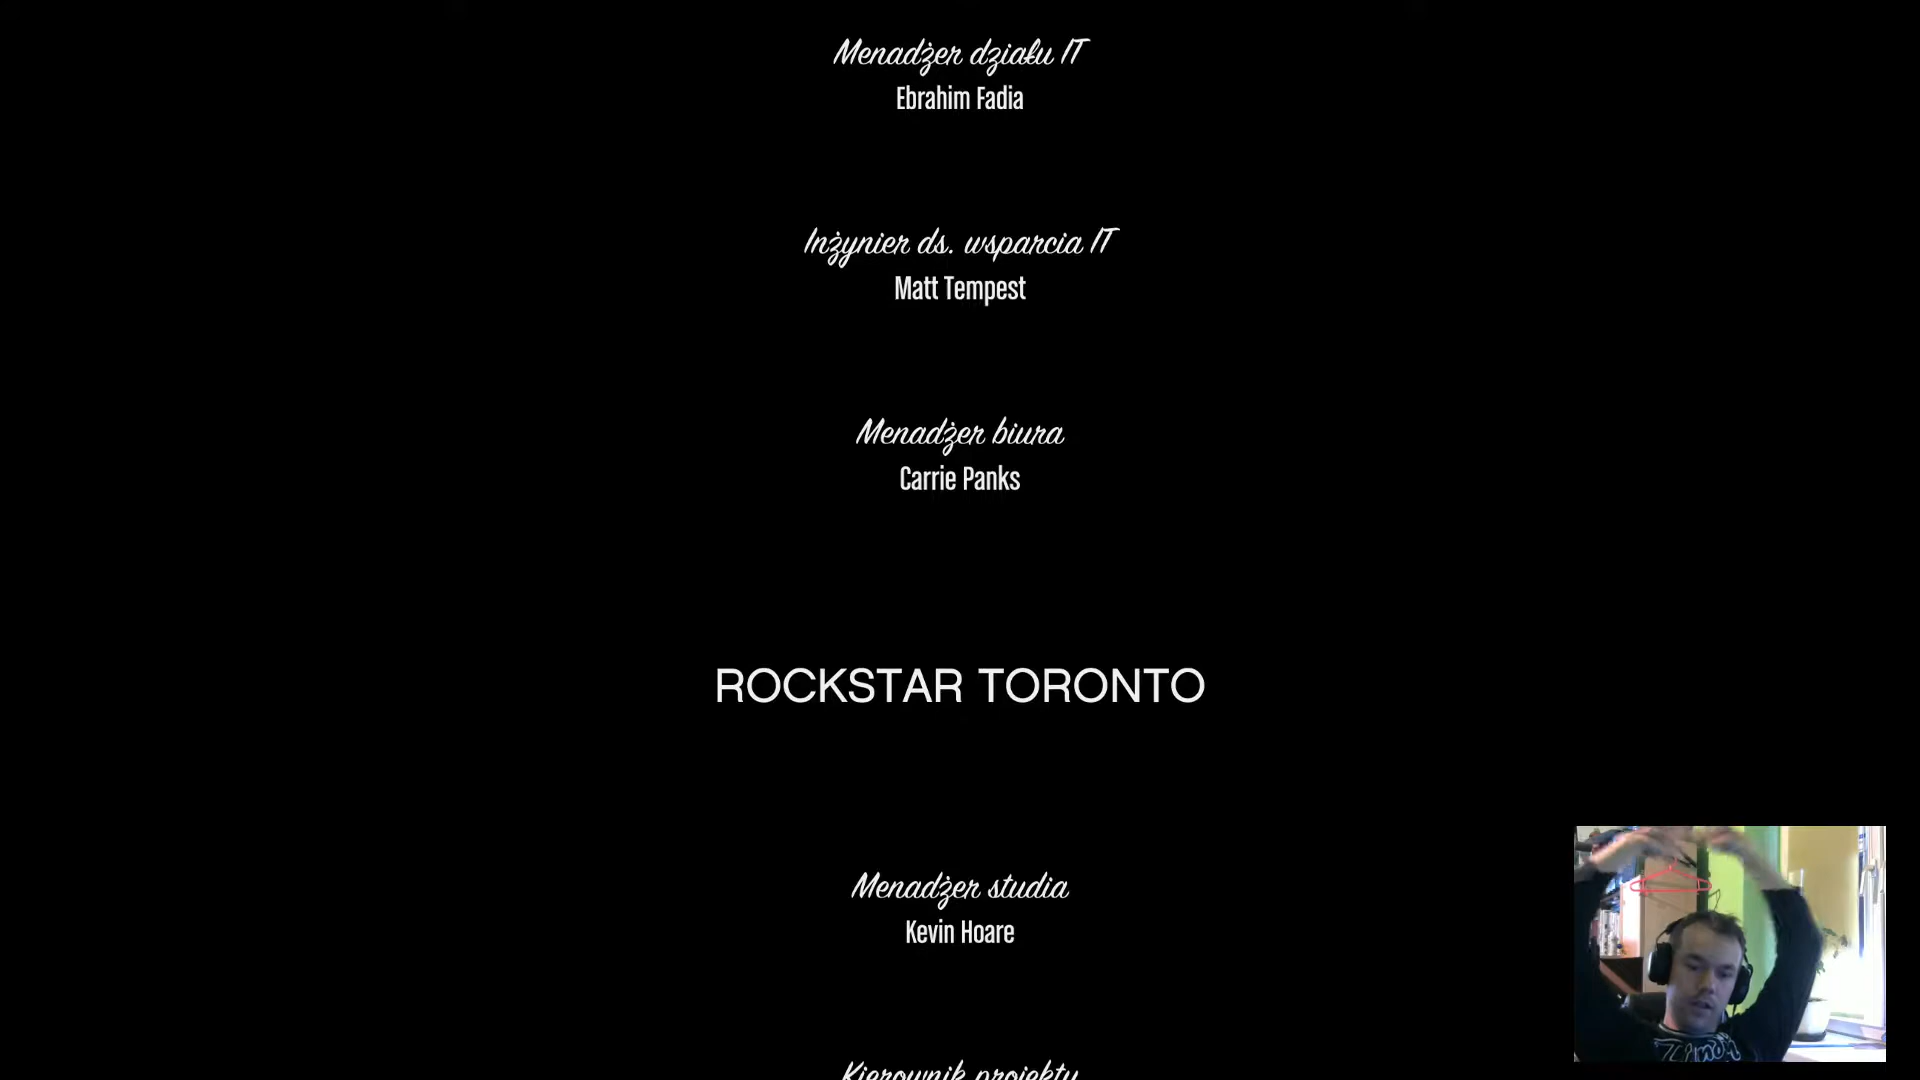 Menadżer działu IT
Ebrahim Fadia
Inżynier ds. wsparcia IT
Matt Tempest
Menadżer biura
Carrie Panks
ROCKSTAR TORONTO
Menadżer studia
Kevin Hoare
Kierownik projektu